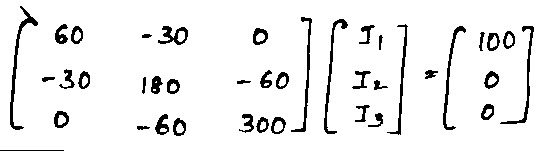 60 -30 0 I₁ 100
-30 180 -60 I₂ = 0
0 -60 300 I₃ 0